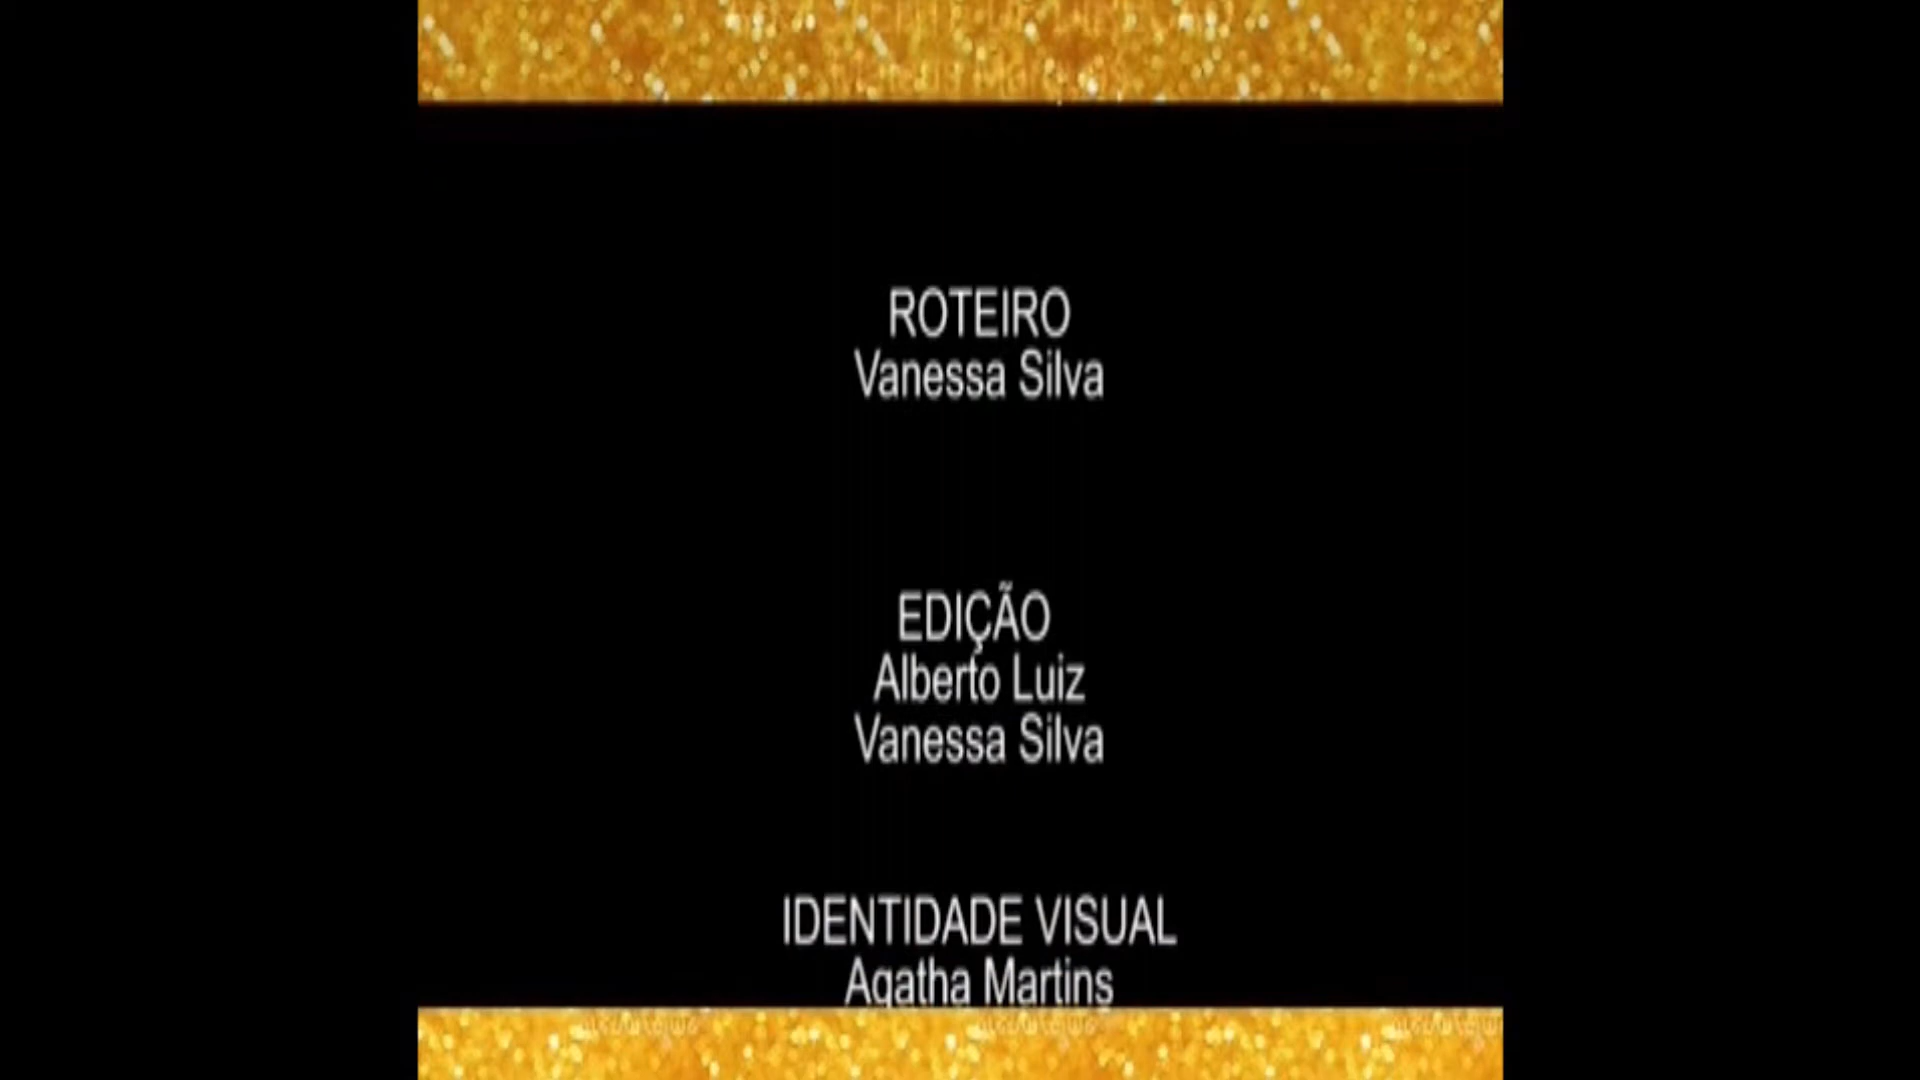 ROTEIRO
Vanessa Silva
EDIÇÃO
Alberto Luiz
Vanessa Silva
IDENTIDADE VISUAL
Agatha Martins